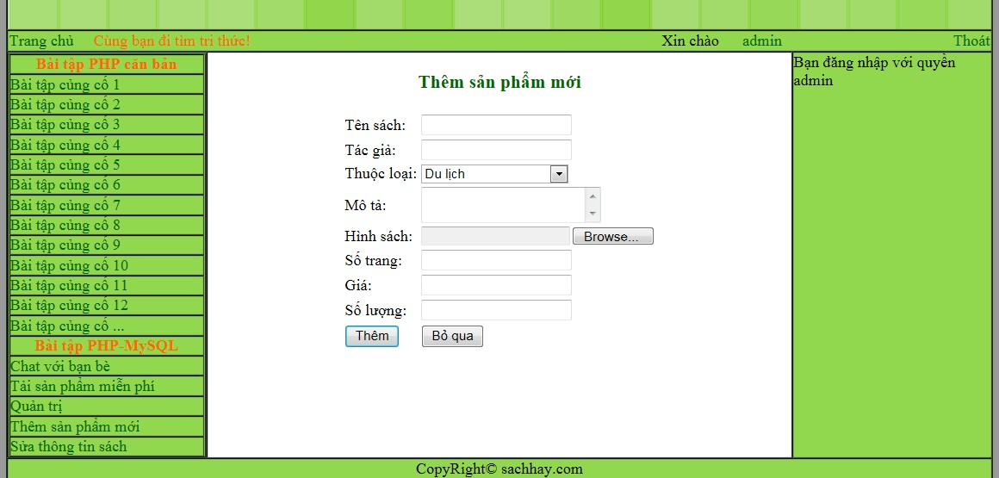 Trang chủ Cùng bạn đi tìm tri thức! Xin chào admin Thoát
Bài tập PHP căn bản
Bài tập củng cố 1
Bài tập củng cố 2
Bài tập củng cố 3
Bài tập củng cố 4
Bài tập củng cố 5
Bài tập củng cố 6
Bài tập củng cố 7
Bài tập củng cố 8
Bài tập củng cố 9
Bài tập củng cố 10
Bài tập củng cố 11
Bài tập củng cố 12
Bài tập củng cố ...
Bài tập PHP-MySQL
Chat với bạn bè
Tải sản phẩm miễn phí
Quản trị
Thêm sản phẩm mới
Sửa thông tin sách
Thêm sản phẩm mới
Tên sách:
Tác giả:
Thuộc loại: Du lịch
Mô tả:
Hình sách: Browse...
Số trang:
Giá:
Số lượng:
Thêm Bỏ qua
Bạn đăng nhập với quyền
admin
CopyRight© sachhay.com